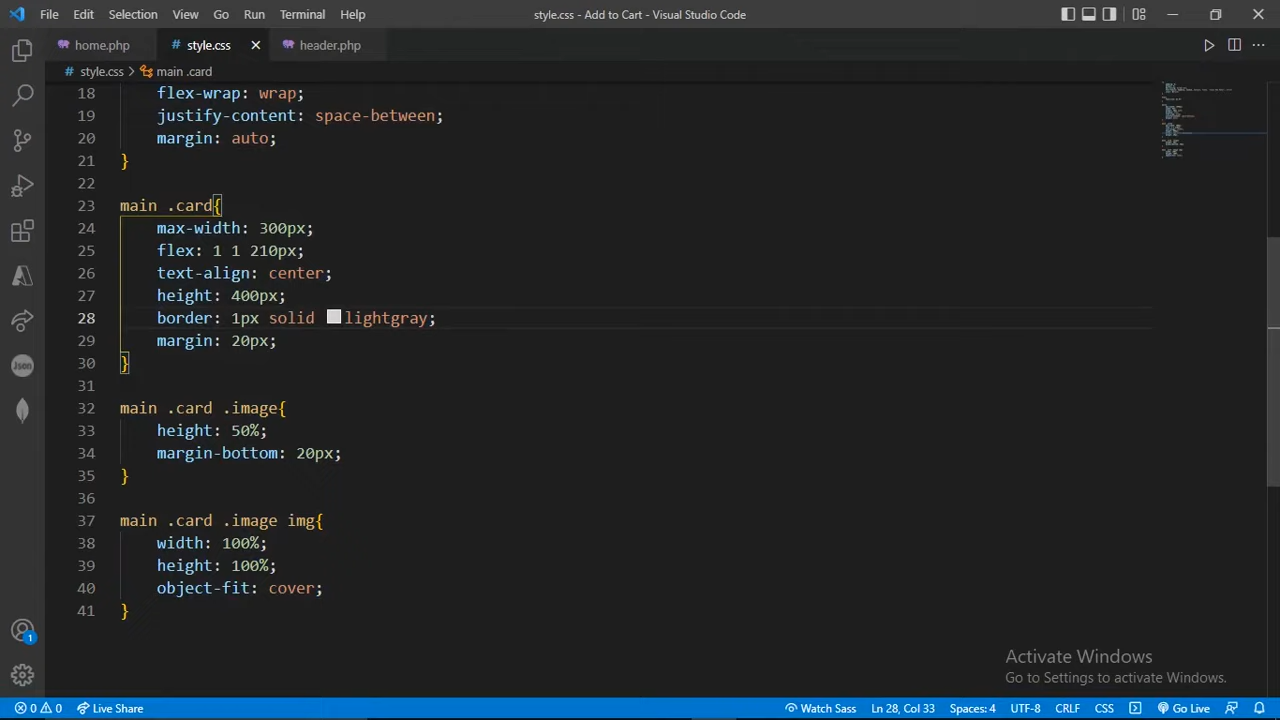 File Edit Selection View Go Run Terminal Help style.css - Add to Cart - Visual Studio Code
home.php # style.css header.php
# style.css > main .card
18 flex-wrap: wrap;
19 justify-content: space-between;
20 margin: auto;
21 }
22
23 main .card{
24 max-width: 300px;
25 flex: 1 1 210px;
26 text-align: center;
27 height: 400px;
28 border: 1px solid lightgray;
29 margin: 20px;
30 }
31
32 main .card .image{
33 height: 50%;
34 margin-bottom: 20px;
35 }
36
37 main .card .image img{
38 width: 100%;
39 height: 100%;
40 object-fit: cover;
41 }
Json
1
Activate Windows
Go to Settings to activate Windows.
0 0 Live Share Watch Sass Ln 28, Col 33 Spaces: 4 UTF-8 CRLF CSS Go Live